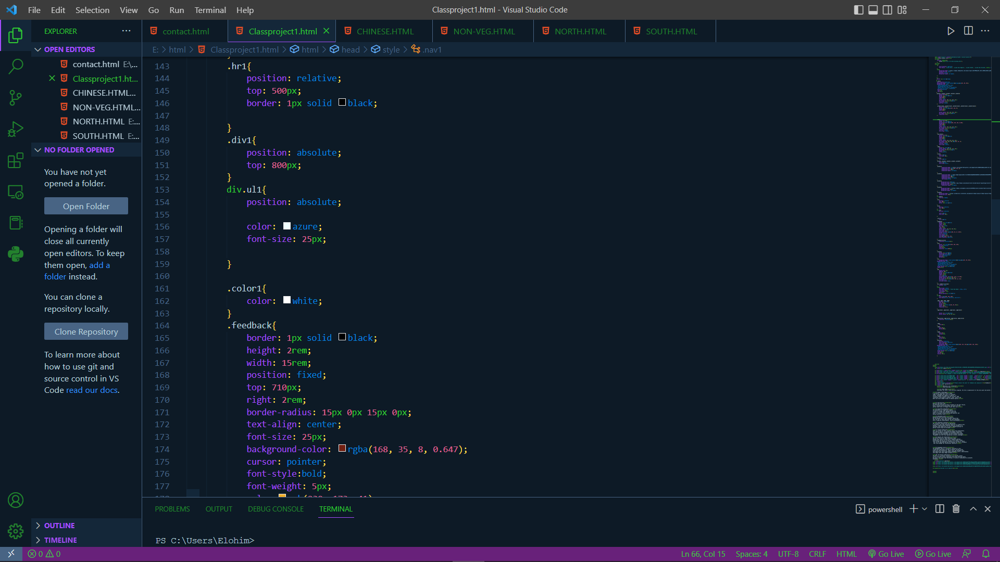 File Edit Selection View Go Run Terminal Help
Classproject1.html - Visual Studio Code
EXPLORER
contact.html
Classproject1.html
CHINESE.HTML
NON-VEG.HTML
NORTH.HTML
SOUTH.HTML
OPEN EDITORS
E: html Classproject1.html html head style .nav1
contact.html E:\...
Classproject1.ht...
CHINESE.HTML...
NON-VEG.HTML...
NORTH.HTML E:...
SOUTH.HTML E:...
NO FOLDER OPENED
You have not yet
opened a folder.
Open Folder
Opening a folder will
close all currently
open editors. To keep
them open, add a
folder instead.
You can clone a
repository locally.
Clone Repository
To learn more about
how to use git and
source control in VS
Code read our docs.
OUTLINE
TIMELINE
143 .hr1{
144 position: relative;
145 top: 500px;
146 border: 1px solid black;
147
148 }
149 .div1{
150 position: absolute;
151 top: 800px;
152 }
153 div.ul1{
154 position: absolute;
155
156 color: azure;
157 font-size: 25px;
158
159 }
160
161 .color1{
162 color: white;
163 }
164 .feedback{
165 border: 1px solid black;
166 height: 2rem;
167 width: 15rem;
168 position: fixed;
169 top: 710px;
170 right: 2rem;
171 border-radius: 15px 0px 15px 0px;
172 text-align: center;
173 font-size: 25px;
174 background-color: rgba(168, 35, 8, 0.647);
175 cursor: pointer;
176 font-style:bold;
177 font-weight: 5px;
PROBLEMS OUTPUT DEBUG CONSOLE TERMINAL
powershell
PS C:\Users\Elohim>
0 0
Ln 66, Col 15 Spaces: 4 UTF-8 CRLF HTML Go Live Go Live